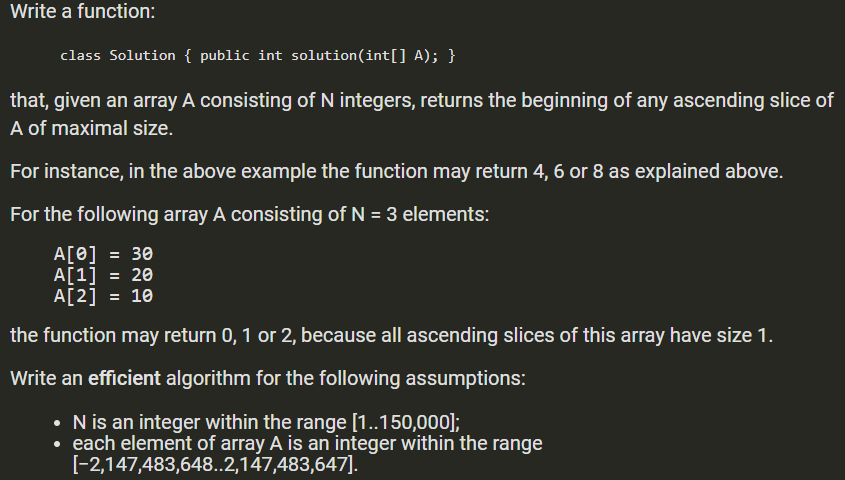 Write a function:
class Solution { public int solution(int[] A); }
that, given an array A consisting of N integers, returns the beginning of any ascending slice of
A of maximal size.
For instance, in the above example the function may return 4, 6 or 8 as explained above.
For the following array A consisting of N = 3 elements:
A[0] = 30
A[1] = 20
A[2] = 10
the function may return 0, 1 or 2, because all ascending slices of this array have size 1.
Write an efficient algorithm for the following assumptions:
• N is an integer within the range [1..150,000];
• each element of array A is an integer within the range
[−2,147,483,648..2,147,483,647].